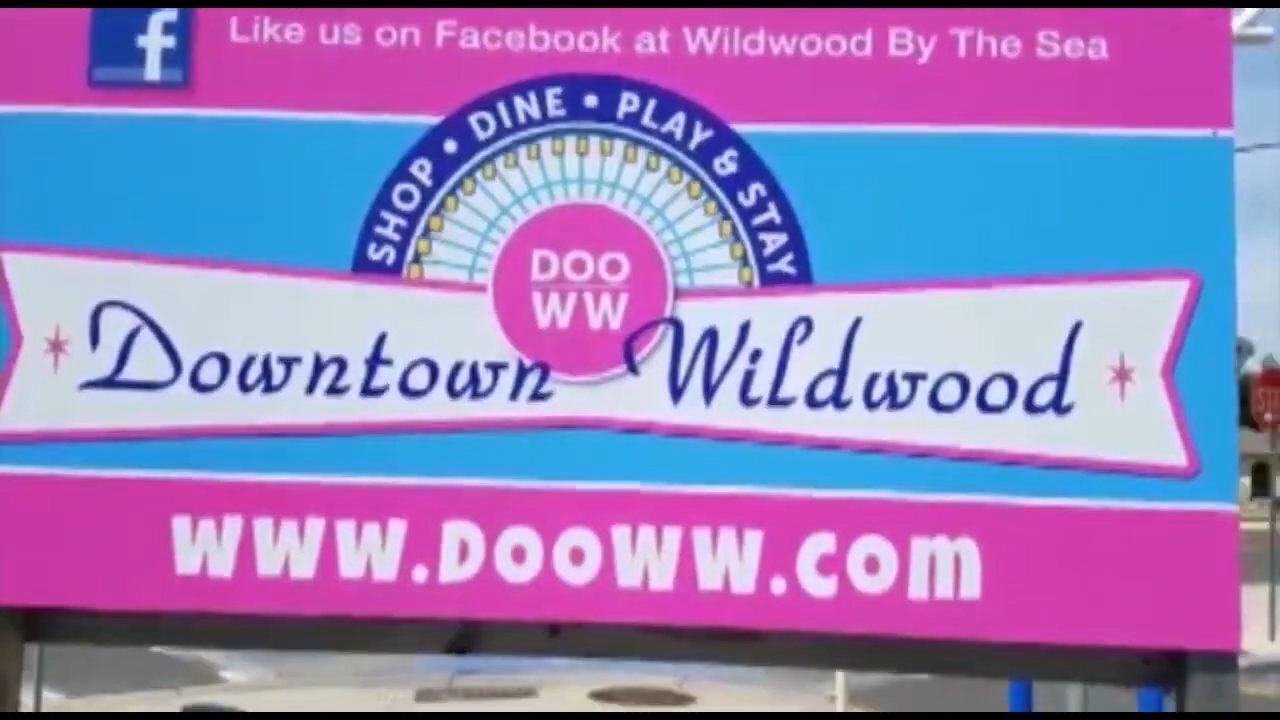 f Like us on Facebook at Wildwood By The Sea
SHOP • DINE • PLAY & STAY
DOO
WW
Downtown Wildwood
www.DooWW.com